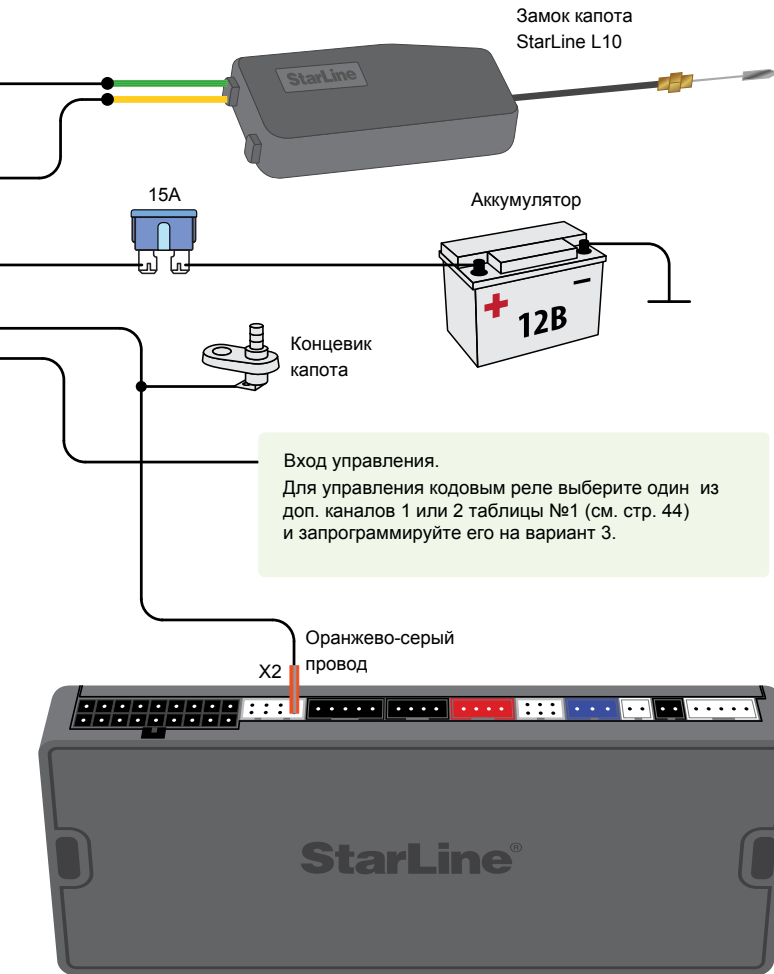 Замок капота
StarLine L10
StarLine
15А
Аккумулятор
12В
Концевик
капота
Вход управления.
Для управления кодовым реле выберите один из
доп. каналов 1 или 2 таблицы №1 (см. стр. 44)
и запрограммируйте его на вариант 3.
Оранжево-серый
провод
X2
StarLine®